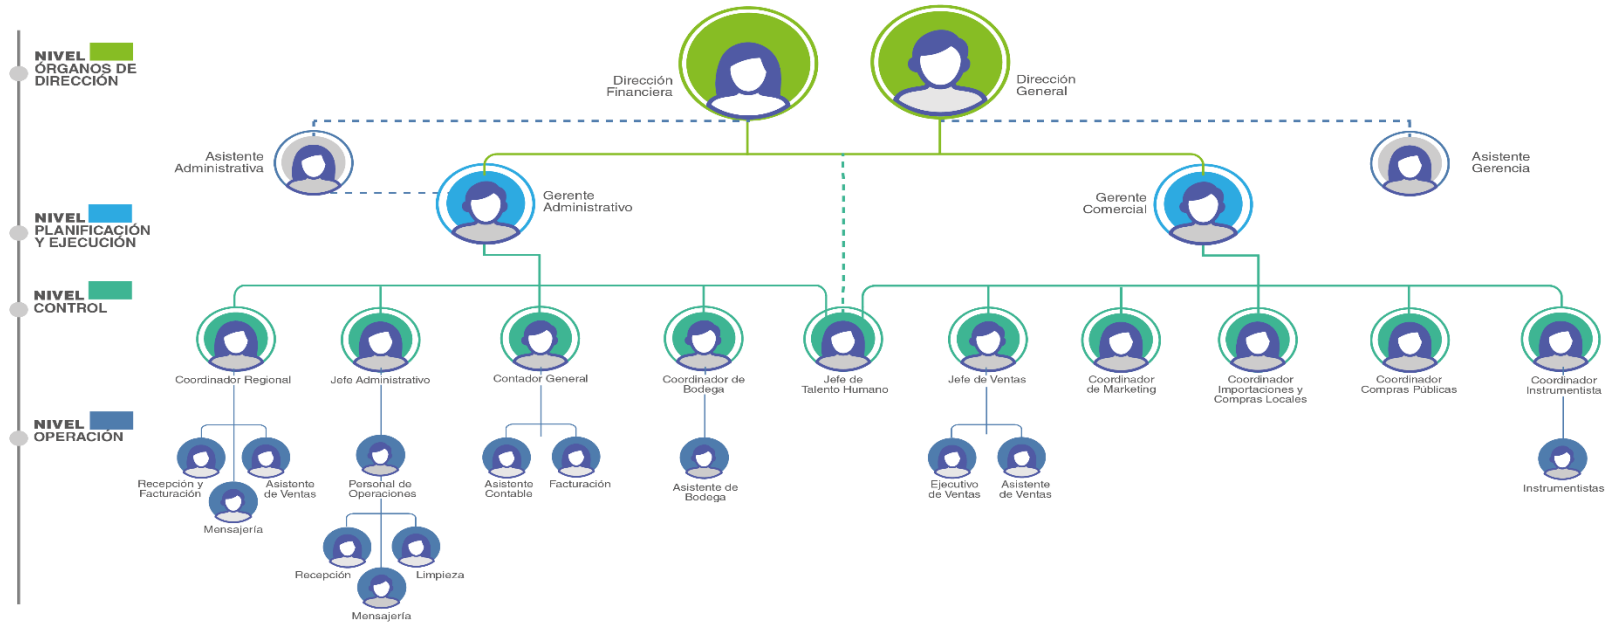 NIVEL
ÓRGANOS DE
DIRECCIÓN
Dirección
Financiera
Dirección
General
Asistente
Administrativa
Asistente
Gerencia
Gerente
Administrativo
Gerente
Comercial
NIVEL
PLANIFICACIÓN
Y EJECUCIÓN
NIVEL
CONTROL
Coordinador Regional
Jefe Administrativo
Contador General
Coordinador de
Bodega
Jefe de
Talento Humano
Jefe de Ventas
Coordinador
de Marketing
Coordinador
Importaciones y
Compras Locales
Coordinador
Compras Públicas
Coordinador
Instrumentista
NIVEL
OPERACIÓN
Recepción y
Facturación
Asistente
de Ventas
Mensajería
Personal de
Operaciones
Recepción
Limpieza
Mensajería
Asistente
Contable
Facturación
Asistente de
Bodega
Ejecutivo
de Ventas
Asistente
de Ventas
Instrumentistas